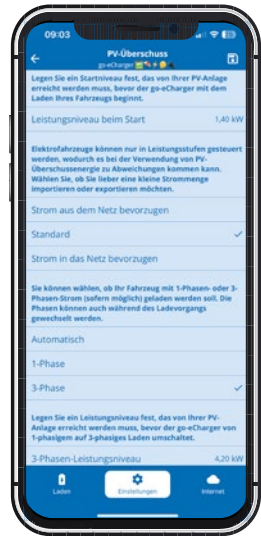 09:03
PV-Überschuss
go-eCharger
Legen Sie ein Startniveau fest, das von Ihrer PV-Anlage
erreicht werden muss, bevor der go-eCharger mit dem
Laden Ihres Fahrzeugs beginnt.
Leistungsniveau beim Start 1,40 kW
Elektrofahrzeuge können nur in Leistungsstufen gesteuert
werden, wodurch es bei der Verwendung von PV-
Überschussenergie zu Abweichungen kommen kann.
Wählen Sie, ob Sie lieber eine kleine Strommenge
importieren oder exportieren möchten.
Strom aus dem Netz bevorzugen
Standard
Strom in das Netz bevorzugen
Sie können wählen, ob Ihr Fahrzeug mit 1-Phasen- oder 3-
Phasen-Strom (sofern möglich) geladen werden soll. Die
Phasen können auch während des Ladevorgangs
gewechselt werden.
Automatisch
1-Phase
3-Phase
Legen Sie ein Leistungsniveau fest, das von Ihrer PV-
Anlage erreicht werden muss, bevor der go-eCharger von
1-phasigem auf 3-phasiges Laden umschaltet.
3-Phasen-Leistungsniveau 4,20 kW
Laden
Einstellungen
Internet